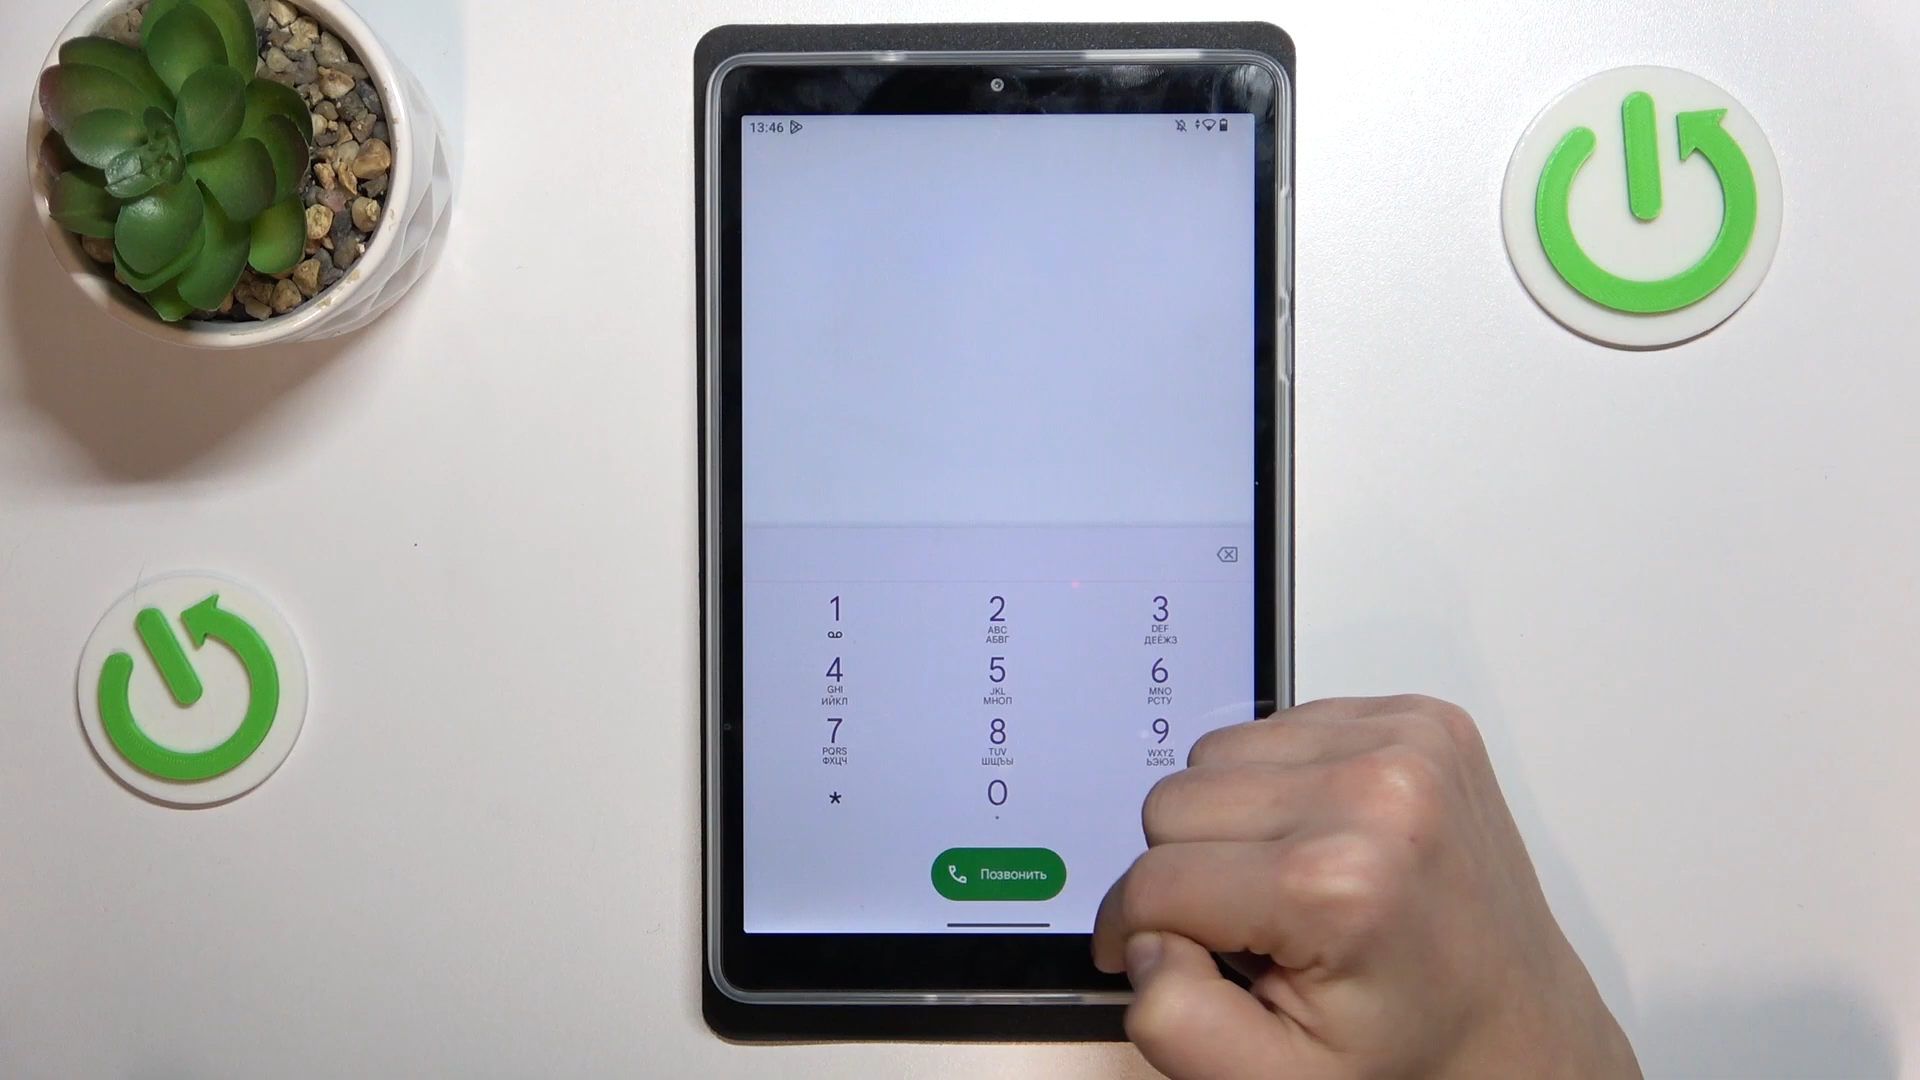 13:46
1 2 3
ABC DEF
АБВГ ДЕЁЖЗ
4 5 6
GHI JKL MNO
ИЙКЛ МНОП РСТУ
7 8 9
PQRS TUV WXYZ
ФХЦЧ ШЩЪЫ ЬЭЮЯ
* 0
Позвонить